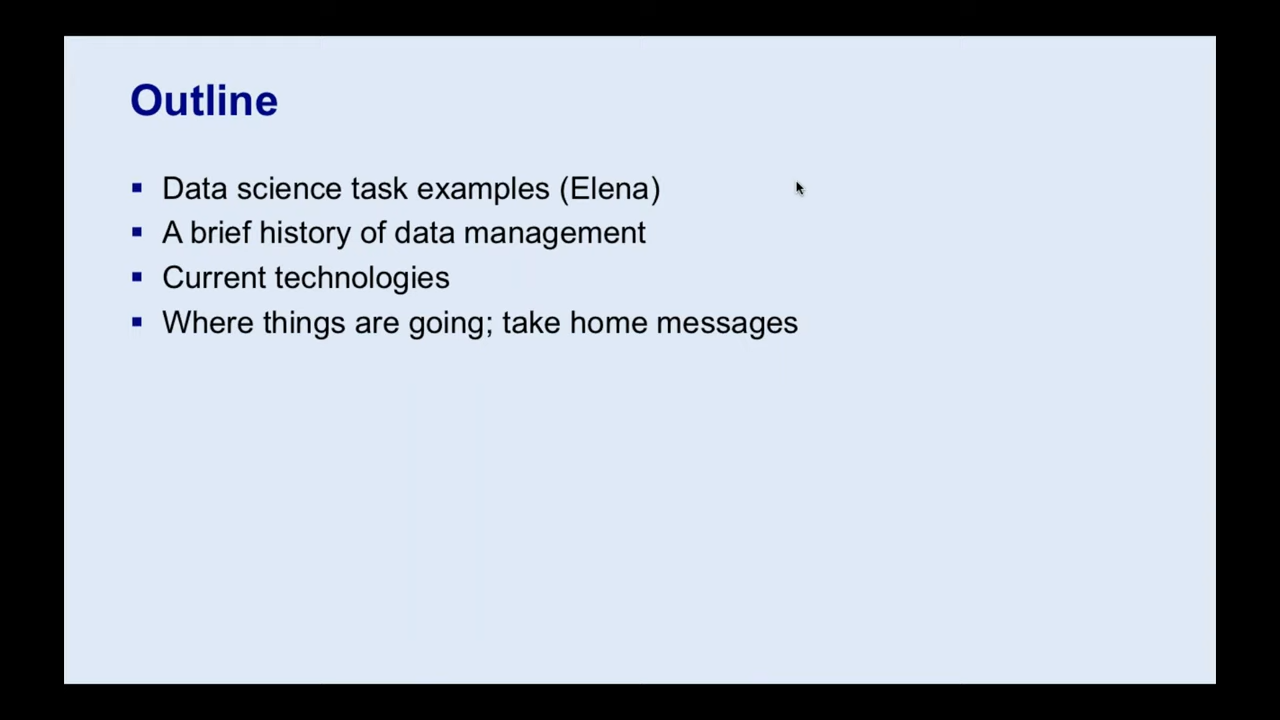 Outline
Data science task examples (Elena)
A brief history of data management
Current technologies
Where things are going; take home messages